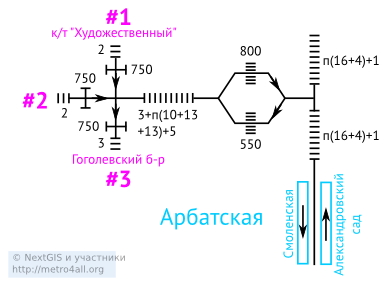 #1
к/т "Художественный"
2
750
750
#2
2
750
3
Гоголевский б-р
#3
3+п(10+13
+13)+5
800
550
п(16+4)+1
п(16+4)+1
Арбатская
Смоленская
Александровский
сад
© NextGIS и участники
http://metro4all.org